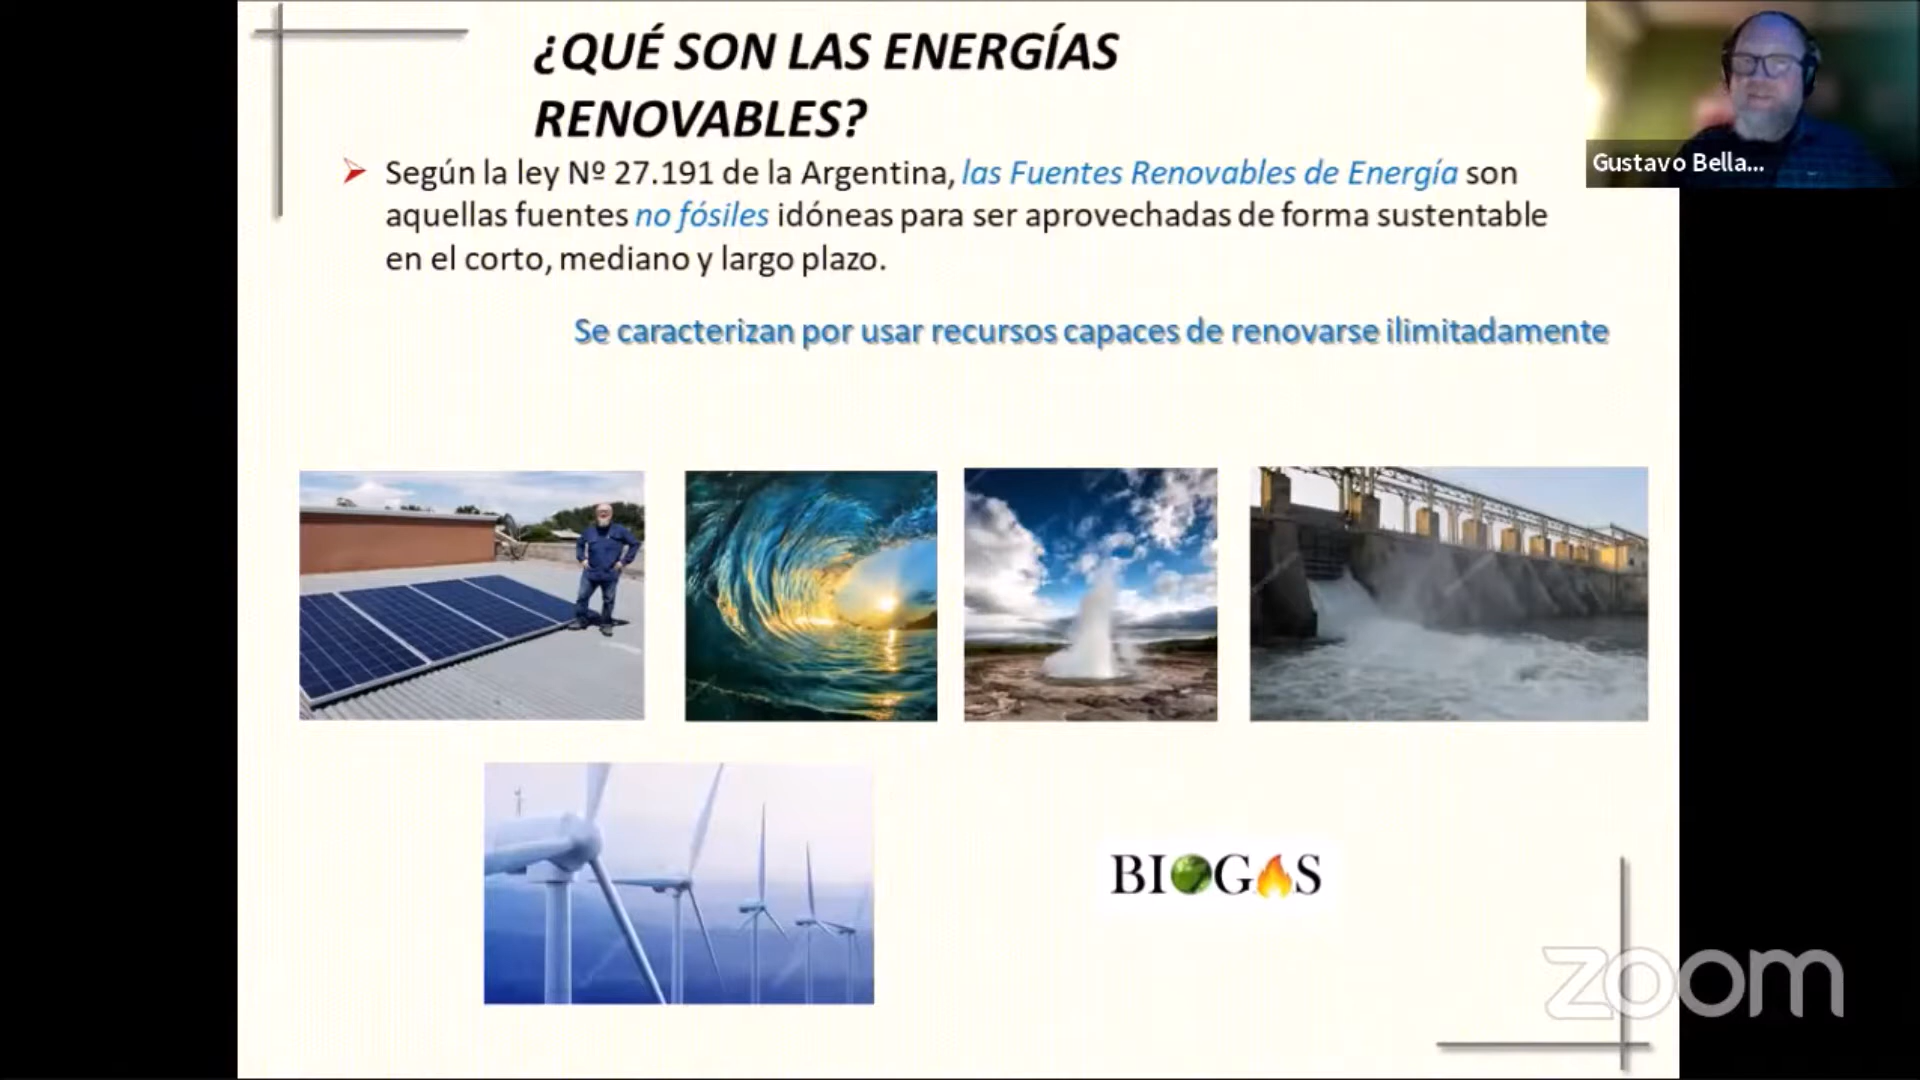 ¿QUÉ SON LAS ENERGÍAS
RENOVABLES?
Según la ley Nº 27.191 de la Argentina, las Fuentes Renovables de Energía son
aquellas fuentes no fósiles idóneas para ser aprovechadas de forma sustentable
en el corto, mediano y largo plazo.
Se caracterizan por usar recursos capaces de renovarse ilimitadamente
BIOGAS
Gustavo Bella...
zoom